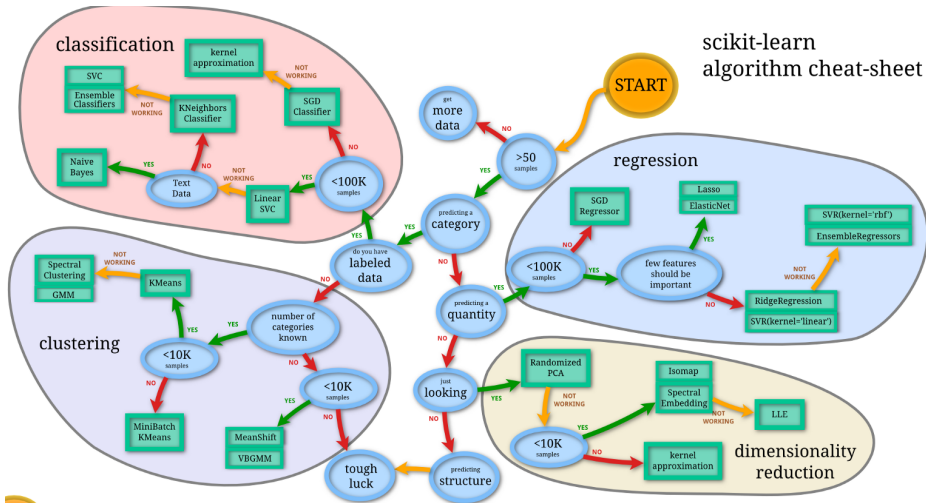 scikit-learn
algorithm cheat-sheet
START
classification
kernel
approximation
NOT
WORKING
SVC
Ensemble
Classifiers
NOT
WORKING
KNeighbors
Classifier
SGD
Classifier
NO
YES
NO
Naive
Bayes
Text
Data
NOT
WORKING
Linear
SVC
YES
<100K
samples
YES
get
more
data
NO
>50
samples
YES
predicting a
category
YES
do you have
labeled
data
NO
NO
predicting a
quantity
YES
NO
regression
SGD
Regressor
NO
<100K
samples
YES
Lasso
ElasticNet
YES
few features
should be
important
NO
SVR(kernel='rbf')
EnsembleRegressors
NOT
WORKING
RidgeRegression
SVR(kernel='linear')
clustering
Spectral
Clustering
GMM
NOT
WORKING
KMeans
YES
YES
number of
categories
known
<10K
samples
NO
NO
MiniBatch
KMeans
<10K
samples
YES
NO
MeanShift
VBGMM
tough
luck
just
looking
YES
NO
predicting
structure
Randomized
PCA
NOT
WORKING
<10K
samples
YES
NO
Isomap
Spectral
Embedding
NOT
WORKING
LLE
kernel
approximation
dimensionality
reduction